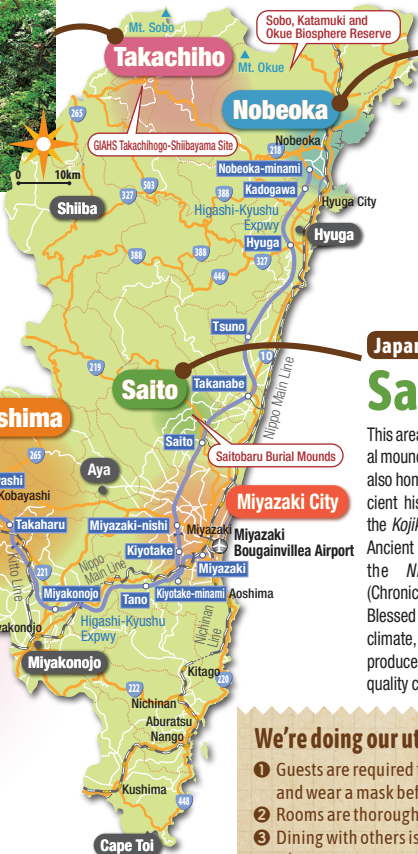 Sobo, Katamuki and
Okue Biosphere Reserve
Mt. Sobo
Takachiho
Mt. Okue
Nobeoka
265
GIAHS Takachihogo-Shiibayama Site
Nobeoka
218
0 10km
Nobeoka-minami
503
Kadogawa
327
388
Shiiba
Hyuga City
Higashi-Kyushu
Expwy
Hyuga
Hyuga
327
388
388
446
Tsuno
10
Nippo Main Line
219
Saito
Takanabe
Saito
Saitobaru Burial Mounds
shima
265
Aya
Miyazaki City
Kobayashi
Takaharu
Miyazaki-nishi
Miyazaki
Miyazaki
Bougainvillea Airport
Kiyotake
Miyazaki
Kitto Line
221
Nippo
Main Line
Miyakonojo
Tano
Kiyotake-minami
Aoshima
Higashi-Kyushu
Expwy
Nichinan
Line
Miyakonojo
Kitago
220
222
Nichinan
Aburatsu
Nango
Kushima
448
Cape Toi
Japan
Sa
This area
al mound
also hom
cient his
the Kojik
Ancient
the Ni
(Chronic
Blessed
climate,
produce
quality c
We're doing our ut
❶ Guests are required
and wear a mask bef
❷ Rooms are thorough
❸ Dining with others is